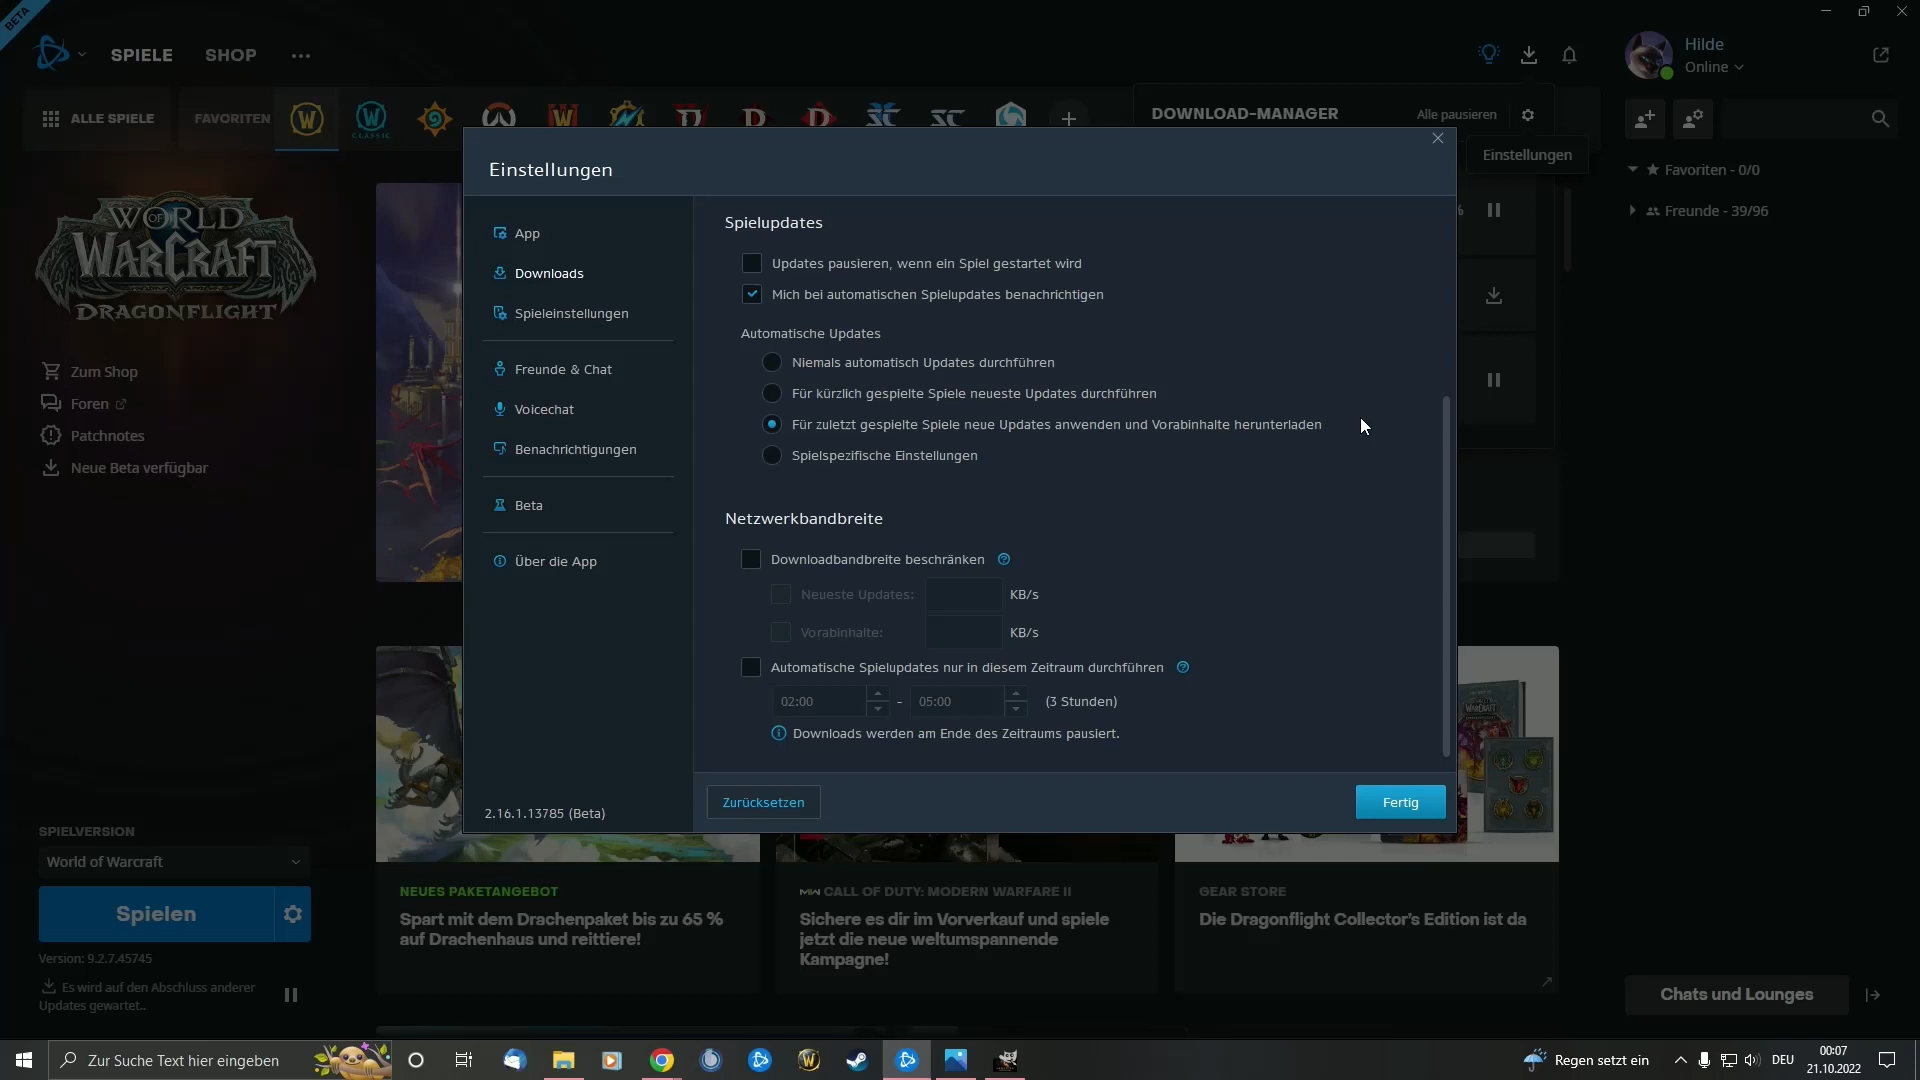 BETA
SPIELE
SHOP
Hilde
Online
ALLE SPIELE
FAVORITEN
CLASSIC
DOWNLOAD-MANAGER
Alle pausieren
Einstellungen
Favoriten - 0/0
Freunde - 39/96
WORLD OF WARCRAFT
DRAGONFLIGHT
Zum Shop
Foren
Patchnotes
Neue Beta verfügbar
Einstellungen
App
Downloads
Spieleinstellungen
Freunde & Chat
Voicechat
Benachrichtigungen
Beta
Über die App
2.16.1.13785 (Beta)
Spielupdates
Updates pausieren, wenn ein Spiel gestartet wird
Mich bei automatischen Spielupdates benachrichtigen
Automatische Updates
Niemals automatisch Updates durchführen
Für kürzlich gespielte Spiele neueste Updates durchführen
Für zuletzt gespielte Spiele neue Updates anwenden und Vorabinhalte herunterladen
Spielspezifische Einstellungen
Netzwerkbandbreite
Downloadbandbreite beschränken
Neueste Updates: KB/s
Vorabinhalte: KB/s
Automatische Spielupdates nur in diesem Zeitraum durchführen
02:00 - 05:00 (3 Stunden)
Downloads werden am Ende des Zeitraums pausiert.
Zurücksetzen
Fertig
SPIELVERSION
World of Warcraft
Spielen
Version: 9.2.7.45745
Es wird auf den Abschluss anderer
Updates gewartet..
NEUES PAKETANGEBOT
Spart mit dem Drachenpaket bis zu 65 %
auf Drachenhaus und reittiere!
MW CALL OF DUTY: MODERN WARFARE II
Sichere es dir im Vorverkauf und spiele
jetzt die neue weltumspannende
Kampagne!
GEAR STORE
Die Dragonflight Collector's Edition ist da
Chats und Lounges
Zur Suche Text hier eingeben
Regen setzt ein
DEU
00:07
21.10.2022